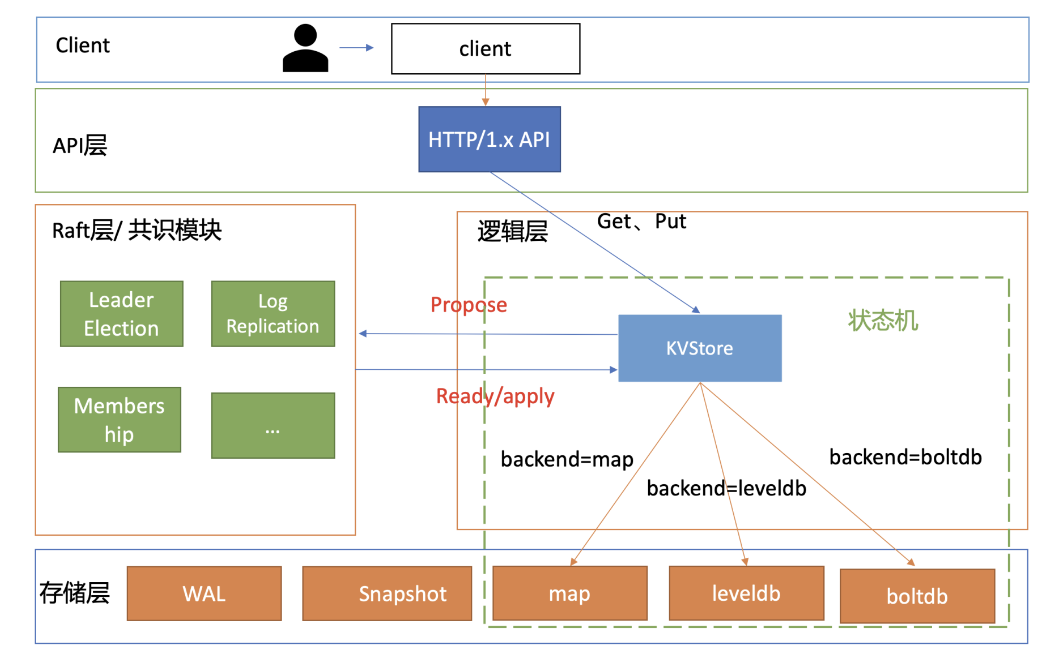 Client
client
API层
HTTP/1.x API
Raft层/ 共识模块
Leader
Election
Log
Replication
Members
hip
...
逻辑层
Get、Put
Propose
Ready/apply
KVStore
状态机
backend=map
backend=leveldb
backend=boltdb
存储层
WAL
Snapshot
map
leveldb
boltdb